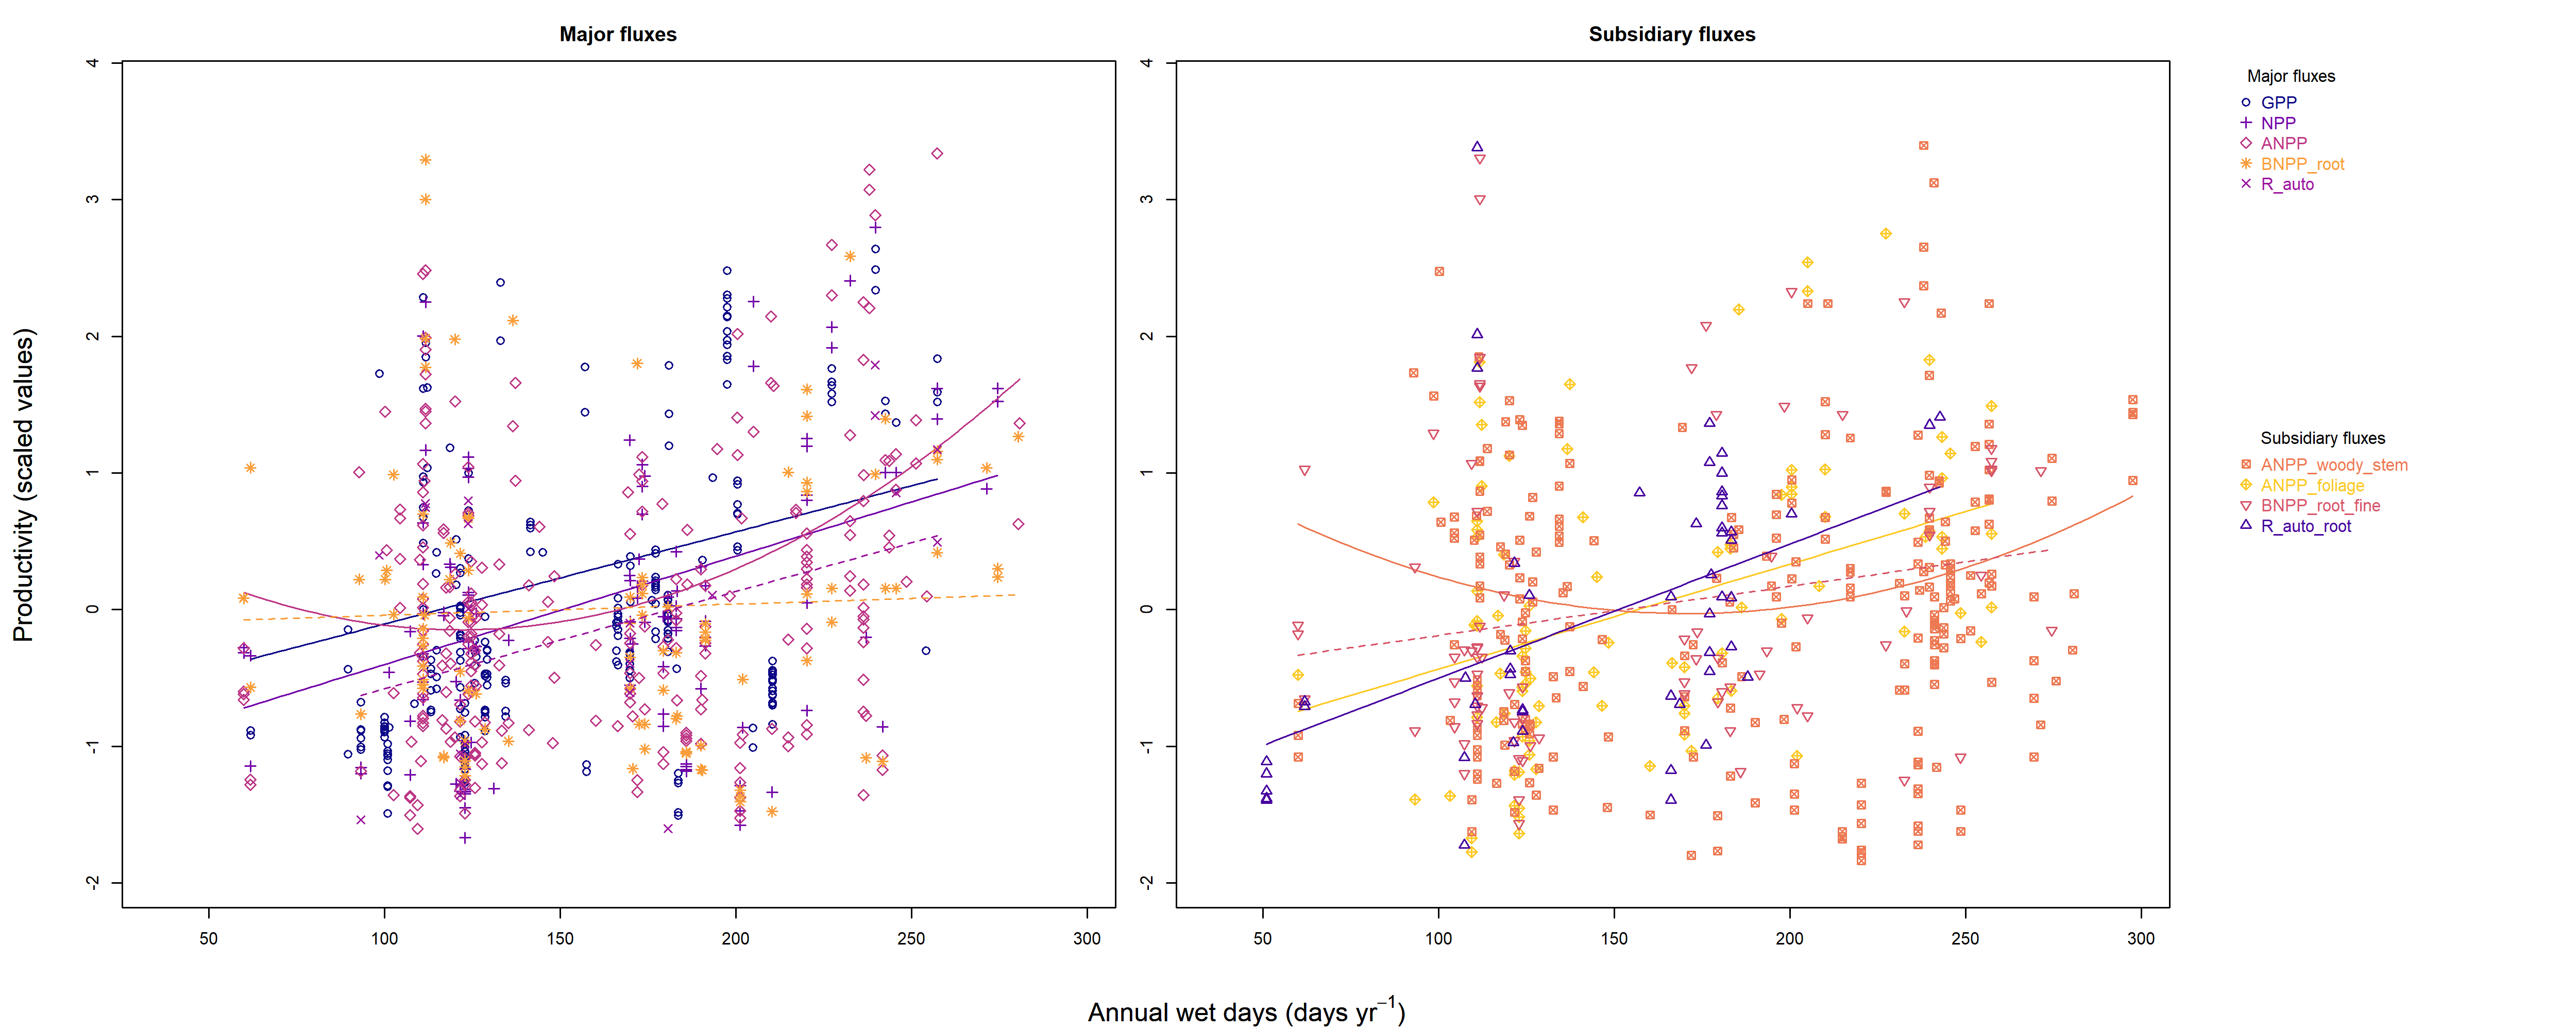 Major fluxes
Subsidiary fluxes
Productivity (scaled values)
4
3
2
1
0
-1
-2
50
100
150
200
250
300
4
3
2
1
0
-1
-2
50
100
150
200
250
300
Annual wet days (days yr⁻¹)
Major fluxes
GPP
NPP
ANPP
BNPP_root
R_auto
Subsidiary fluxes
ANPP_woody_stem
ANPP_foliage
BNPP_root_fine
R_auto_root